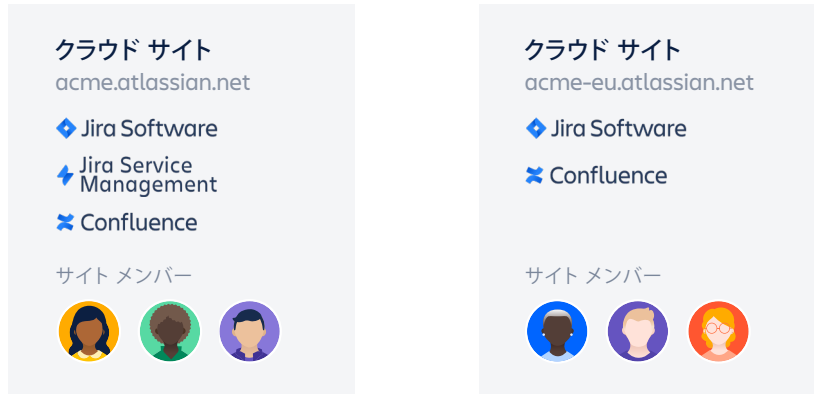 クラウド サイト
acme.atlassian.net
Jira Software
Jira Service
Management
Confluence
サイト メンバー
クラウド サイト
acme-eu.atlassian.net
Jira Software
Confluence
サイト メンバー